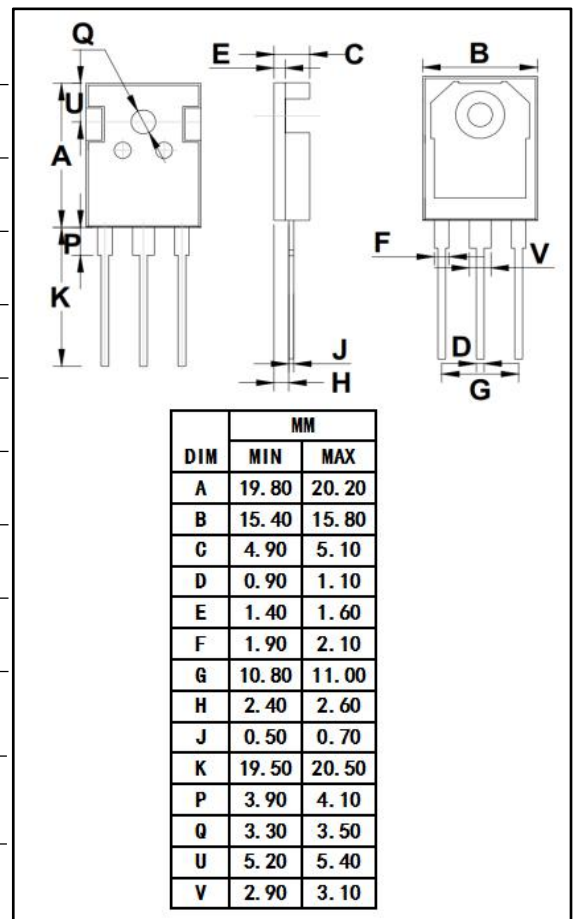 Q
E C B
U
A
P
K
F V
J
H
D
G
MM
DIM MIN MAX
A 19.80 20.20
B 15.40 15.80
C 4.90 5.10
D 0.90 1.10
E 1.40 1.60
F 1.90 2.10
G 10.80 11.00
H 2.40 2.60
J 0.50 0.70
K 19.50 20.50
P 3.90 4.10
Q 3.30 3.50
U 5.20 5.40
V 2.90 3.10